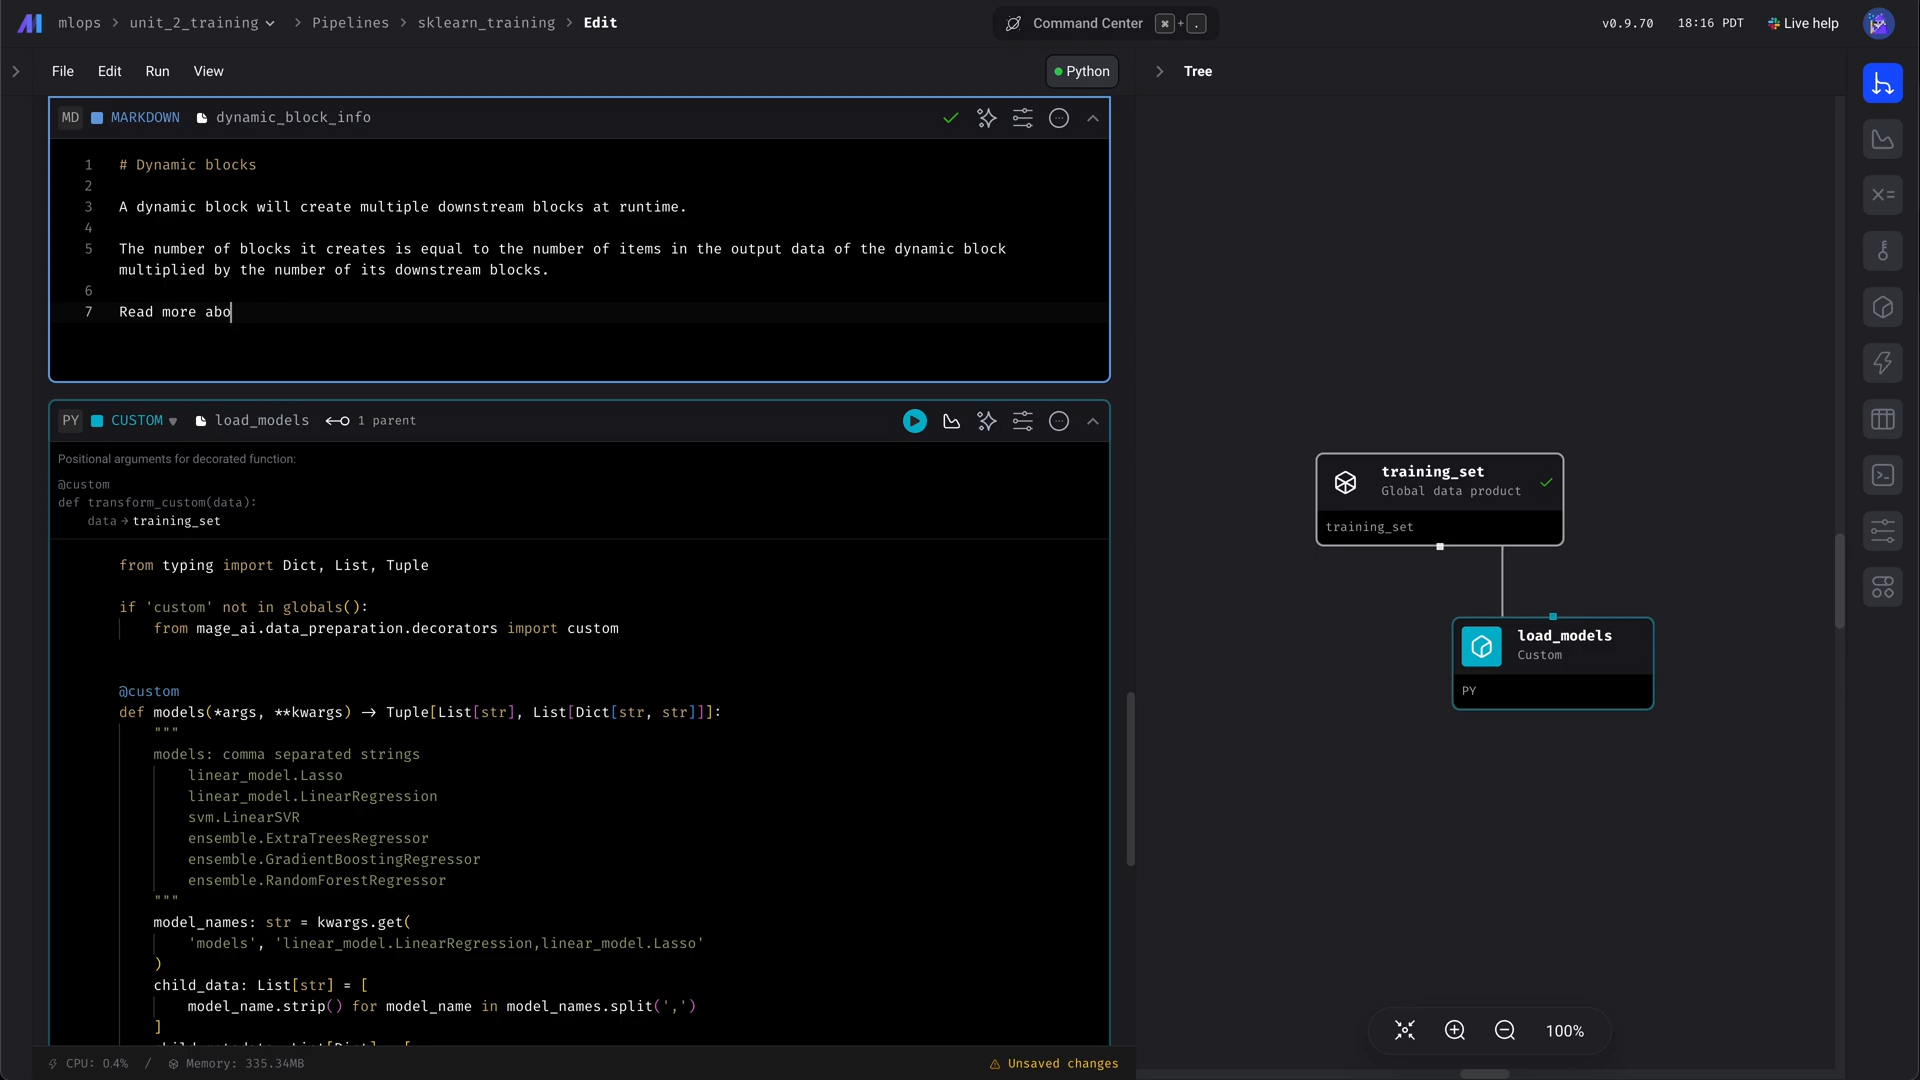 mlops > unit_2_training > Pipelines > sklearn_training > Edit
Command Center ⌘ + .
v0.9.70 18:16 PDT Live help
File Edit Run View
Python
Tree
MD MARKDOWN dynamic_block_info
1 # Dynamic blocks
2
3 A dynamic block will create multiple downstream blocks at runtime.
4
5 The number of blocks it creates is equal to the number of items in the output data of the dynamic block
multiplied by the number of its downstream blocks.
6
7 Read more abo
PY CUSTOM load_models 1 parent
Positional arguments for decorated function:
@custom
def transform_custom(data):
data → training_set
from typing import Dict, List, Tuple
if 'custom' not in globals():
from mage_ai.data_preparation.decorators import custom
@custom
def models(*args, **kwargs) -> Tuple[List[str], List[Dict[str, str]]]:
"""
models: comma separated strings
linear_model.Lasso
linear_model.LinearRegression
svm.LinearSVR
ensemble.ExtraTreesRegressor
ensemble.GradientBoostingRegressor
ensemble.RandomForestRegressor
"""
model_names: str = kwargs.get(
'models', 'linear_model.LinearRegression,linear_model.Lasso'
)
child_data: List[str] = [
model_name.strip() for model_name in model_names.split(',')
]
CPU: 0.4% / Memory: 335.34MB
Unsaved changes
training_set
Global data product
training_set
load_models
Custom
PY
100%